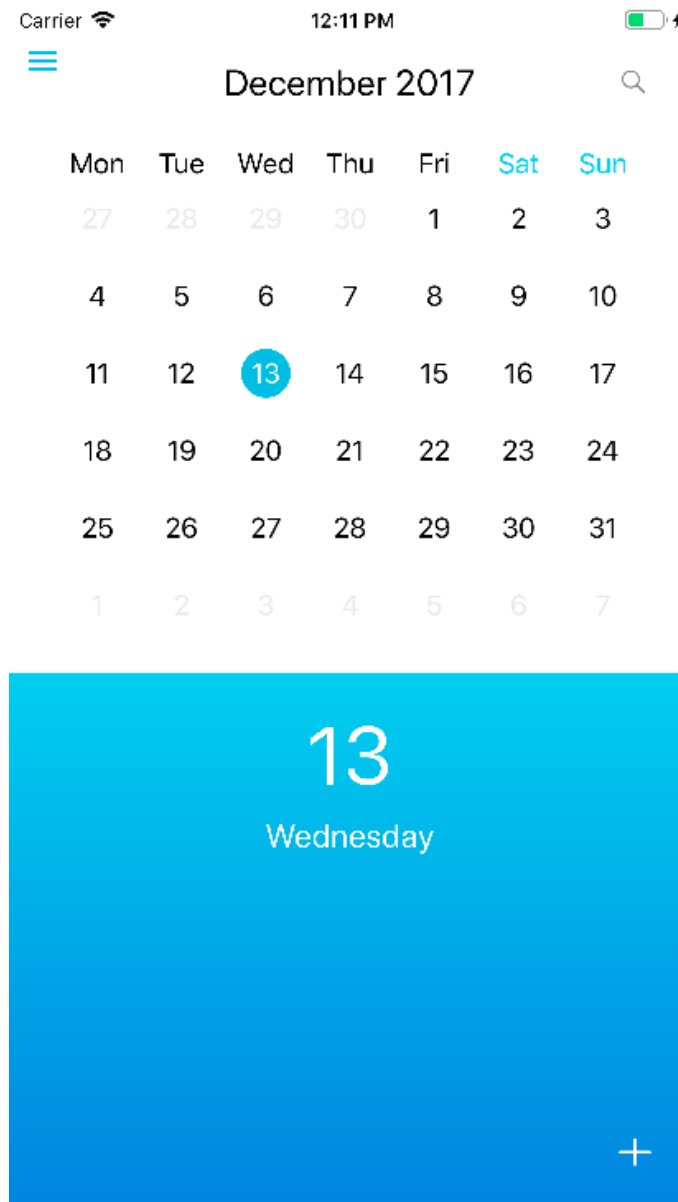 Carrier 12:11 PM
December 2017
Mon Tue Wed Thu Fri Sat Sun
27 28 29 30 1 2 3
4 5 6 7 8 9 10
11 12 13 14 15 16 17
18 19 20 21 22 23 24
25 26 27 28 29 30 31
1 2 3 4 5 6 7
13
Wednesday